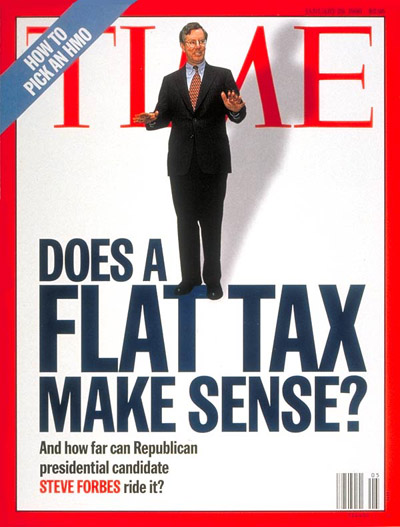 HOW TO
PICK AN HMO
TIME
DOES A
FLAT TAX
MAKE SENSE?
And how far can Republican
presidential candidate
STEVE FORBES ride it?
05